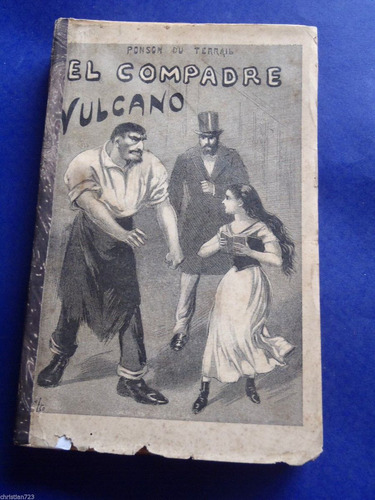 PONSON DU TERRAIL
EL COMPADRE
VULCANO
christian723